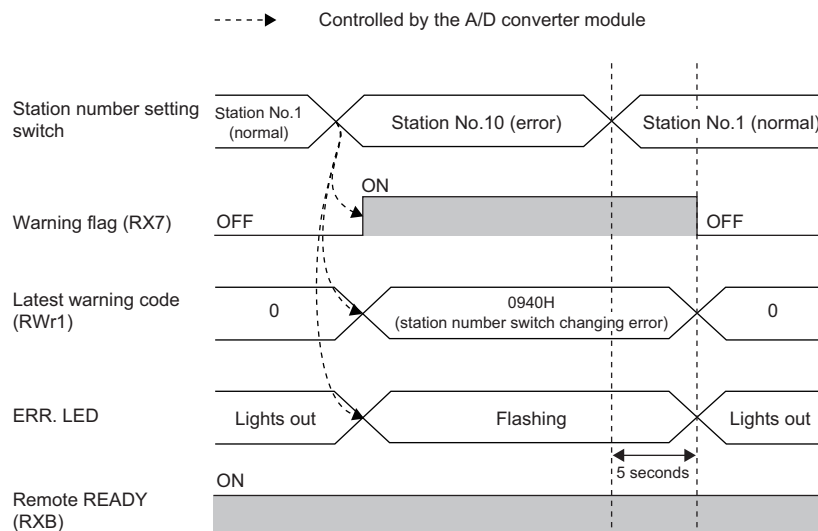 Controlled by the A/D converter module
Station number setting
switch
Station No.1
(normal)
Station No.10 (error)
Station No.1 (normal)
Warning flag (RX7)
OFF
ON
OFF
Latest warning code
(RWr1)
0
0940H
(station number switch changing error)
0
ERR. LED
Lights out
Flashing
Lights out
5 seconds
Remote READY
(RXB)
ON